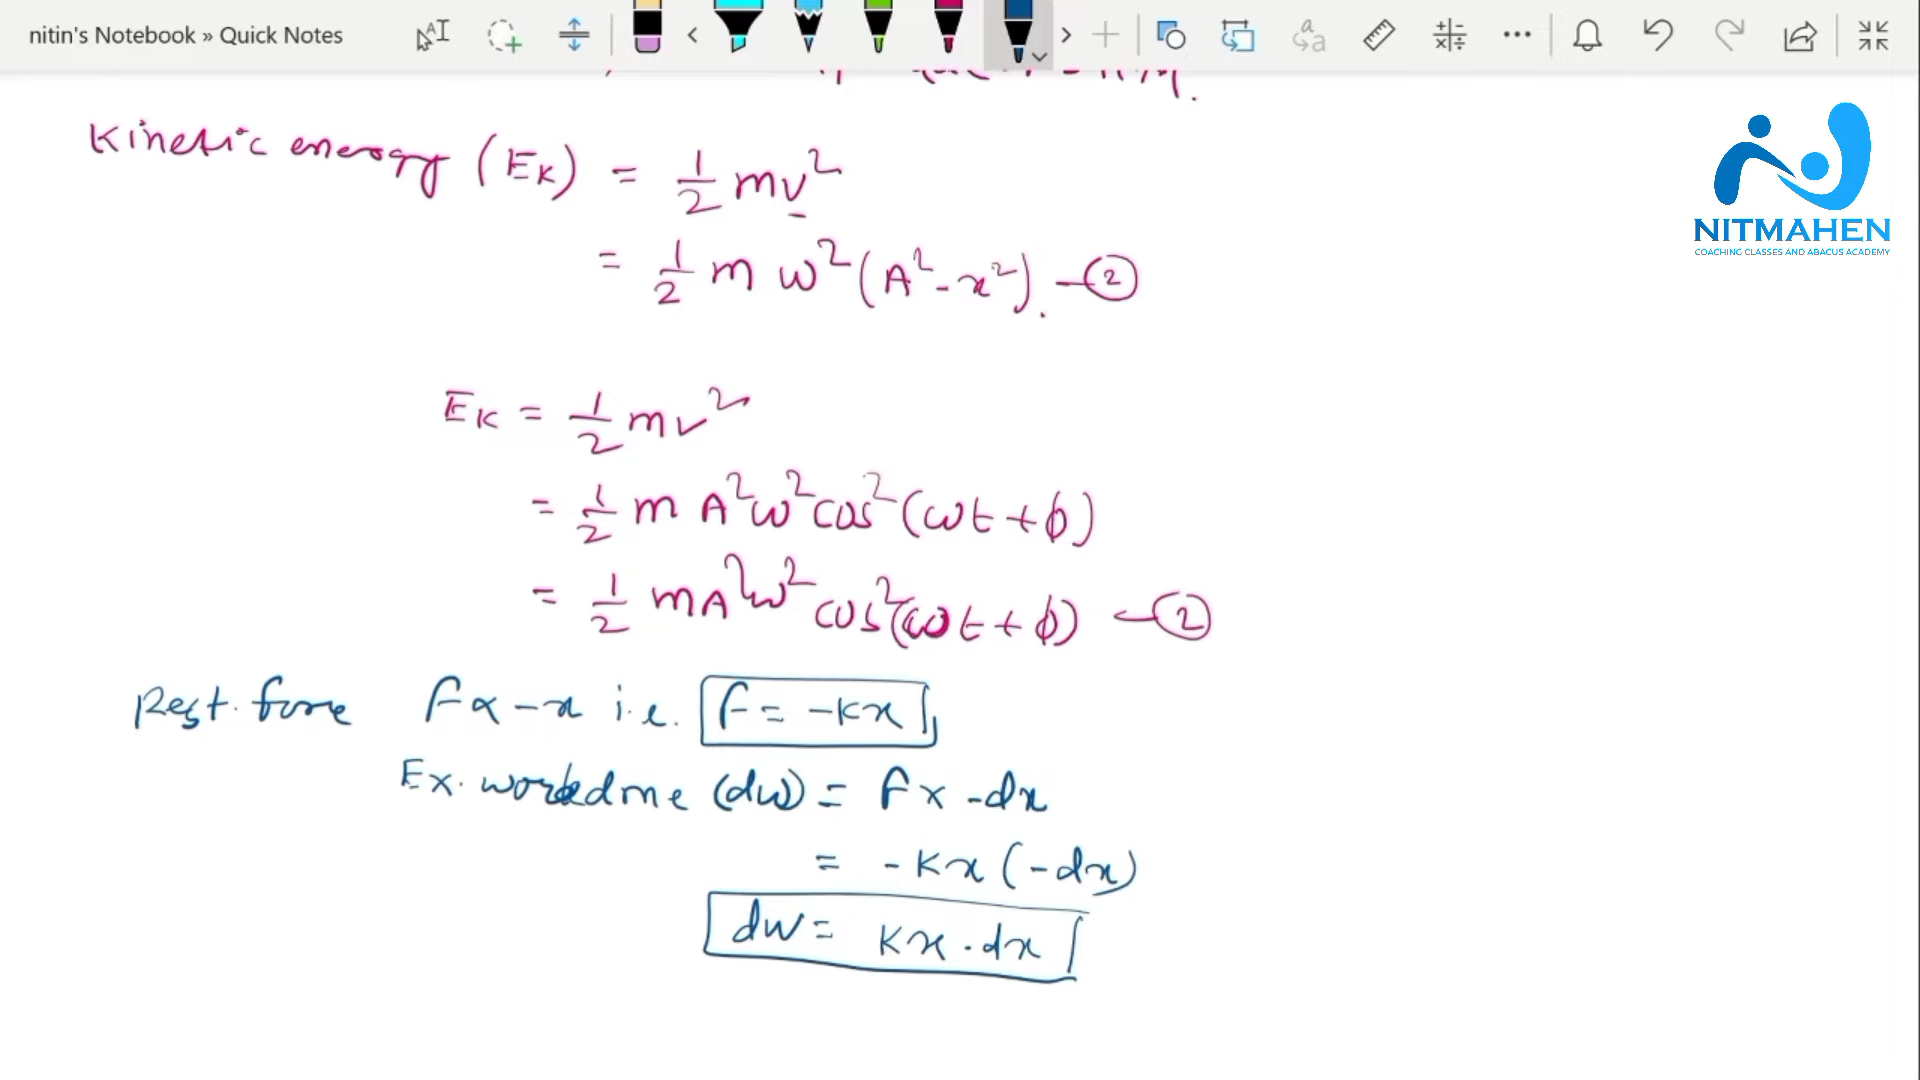 nitin's Notebook » Quick Notes
NITMAHEN
COACHING CLASSES AND ABACUS ACADEMY
Kinetic energy (EK) = 1/2 mv²
= 1/2 m ω² (A² - x²). - ②
EK = 1/2 mv²
= 1/2 m A²ω² cos² (ωt + ϕ)
= 1/2 mA²ω² cos² (ωt + ϕ) - ②
Rest. force F ∝ -x i.e. F = -kx
Ex. workdone (dw) = F x -dx
= -kx (-dx)
dw = kx . dx